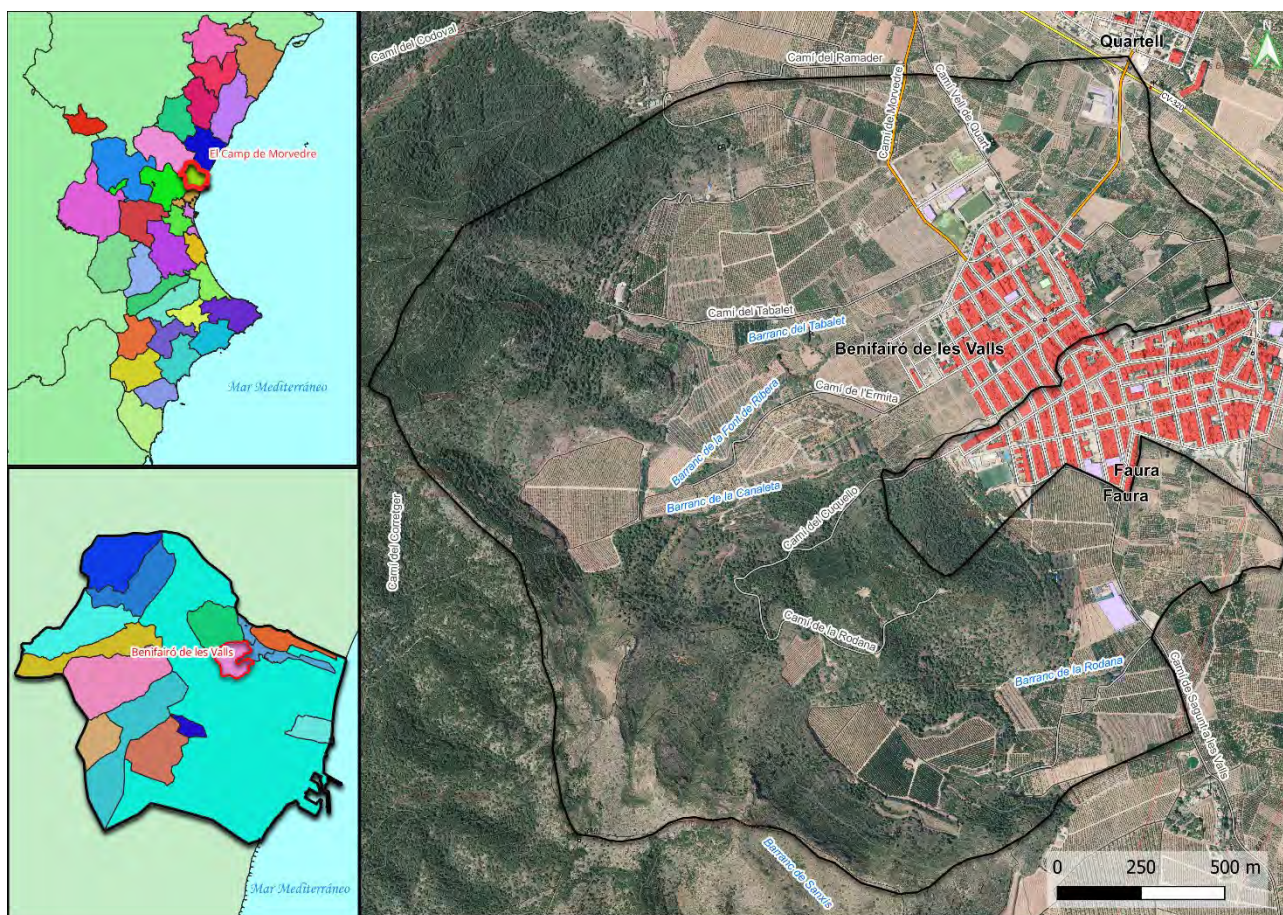 El Camp de Morvedre
Mar Mediterráneo
Benifairó de les Valls
Mar Mediterráneo
Camí del Codoval
Camí del Ramader
Quartell
N
CV-320
Camí de Morvedre
Camí Vell de Quart
Camí del Tabalet
Barranc del Tabalet
Benifairó de les Valls
Camí de l'Ermita
Barranc de la Font de Ribera
Barranc de la Canaleta
Faura
Faura
Camí del Cuquello
Camí del Corretger
Camí de la Rodana
Barranc de la Rodana
Camí de Sagunt a les Valls
Barranc de Sanxis
0 250 500 m